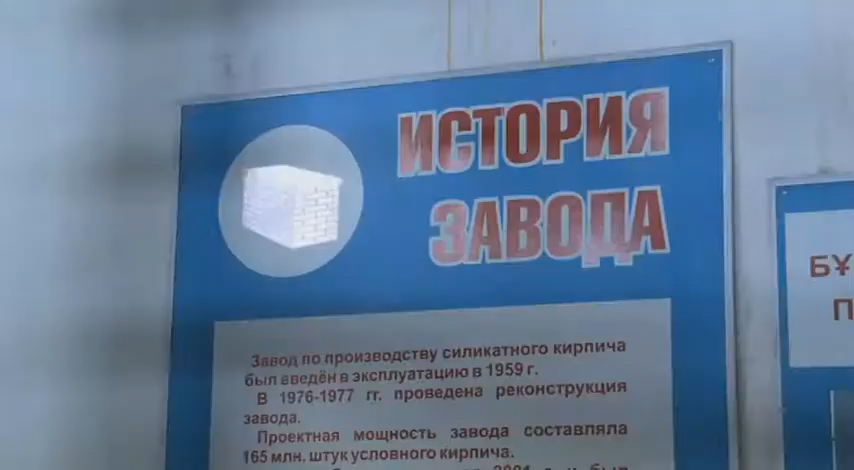 ИСТОРИЯ
ЗАВОДА
Завод по производству силикатного кирпича
был введён в эксплуатацию в 1959 г.
В 1976-1977 гг. проведена реконструкция
завода.
Проектная мощность завода составляла
165 млн. штук условного кирпича.